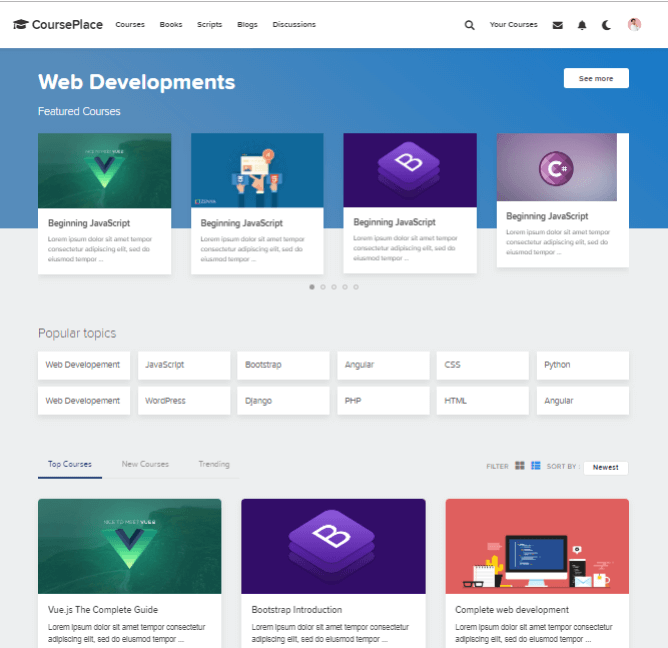 CoursePlace Courses Books Scripts Blogs Discussions Your Courses
Web Developments
See more
Featured Courses
Beginning JavaScript
Lorem ipsum dolor sit amet tempor
consectetur adipiscing elit, sed do
eiusmod tempor ...
Beginning JavaScript
Lorem ipsum dolor sit amet tempor
consectetur adipiscing elit, sed do
eiusmod tempor ...
B
Beginning JavaScript
Lorem ipsum dolor sit amet tempor
consectetur adipiscing elit, sed do
eiusmod tempor ...
C#
Beginning JavaScript
Lorem ipsum dolor sit amet tempor
consectetur adipiscing elit, sed do
eiusmod tempor ...
Popular topics
Web Developement JavaScript Bootstrap Angular CSS Python
Web Developement WordPress Django PHP HTML Angular
Top Courses New Courses Trending FILTER SORT BY : Newest
NICE TO MEET VUE 2
Vue.js The Complete Guide
Lorem ipsum dolor sit amet tempor consectetur
adipiscing elit, sed do eiusmod tempor ...
B
Bootstrap Introduction
Lorem ipsum dolor sit amet tempor consectetur
adipiscing elit, sed do eiusmod tempor ...
Complete web development
Lorem ipsum dolor sit amet tempor consectetur
adipiscing elit, sed do eiusmod tempor ...